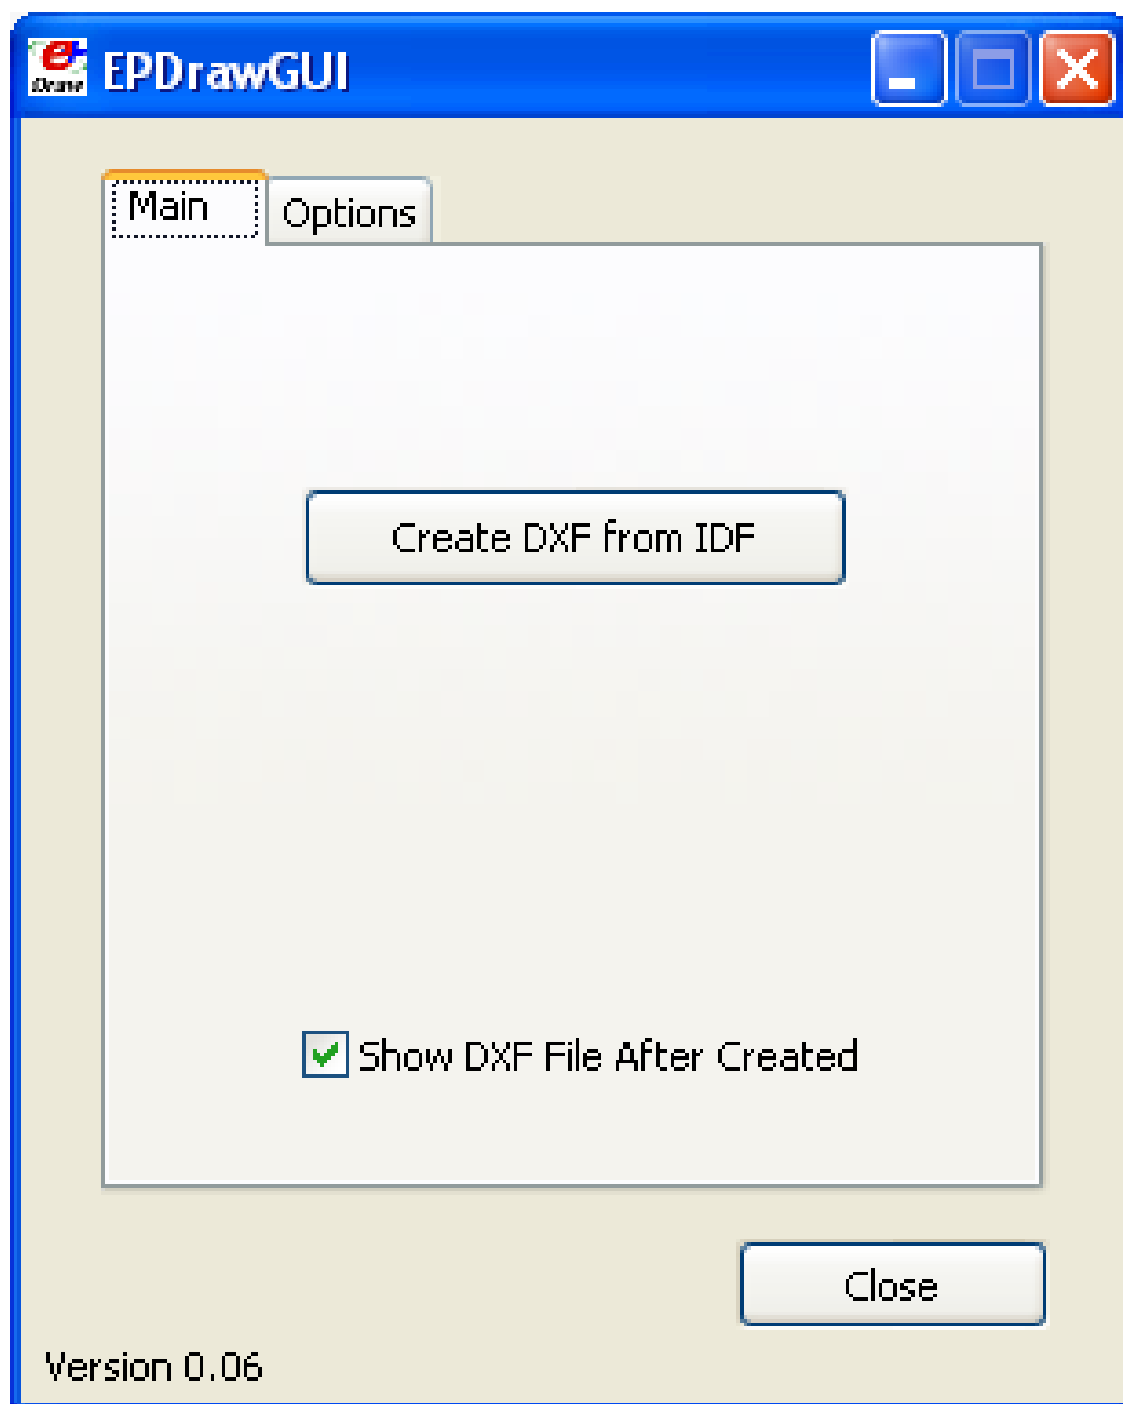 EPDrawGUI
Main
Options
Create DXF from IDF
Show DXF File After Created
Close
Version 0.06